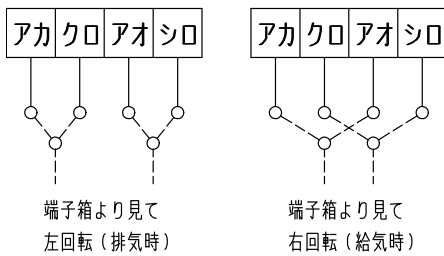 アカ クロ アオ シロ
端子箱より見て
左回転(排気時)
アカ クロ アオ シロ
端子箱より見て
右回転(給気時)